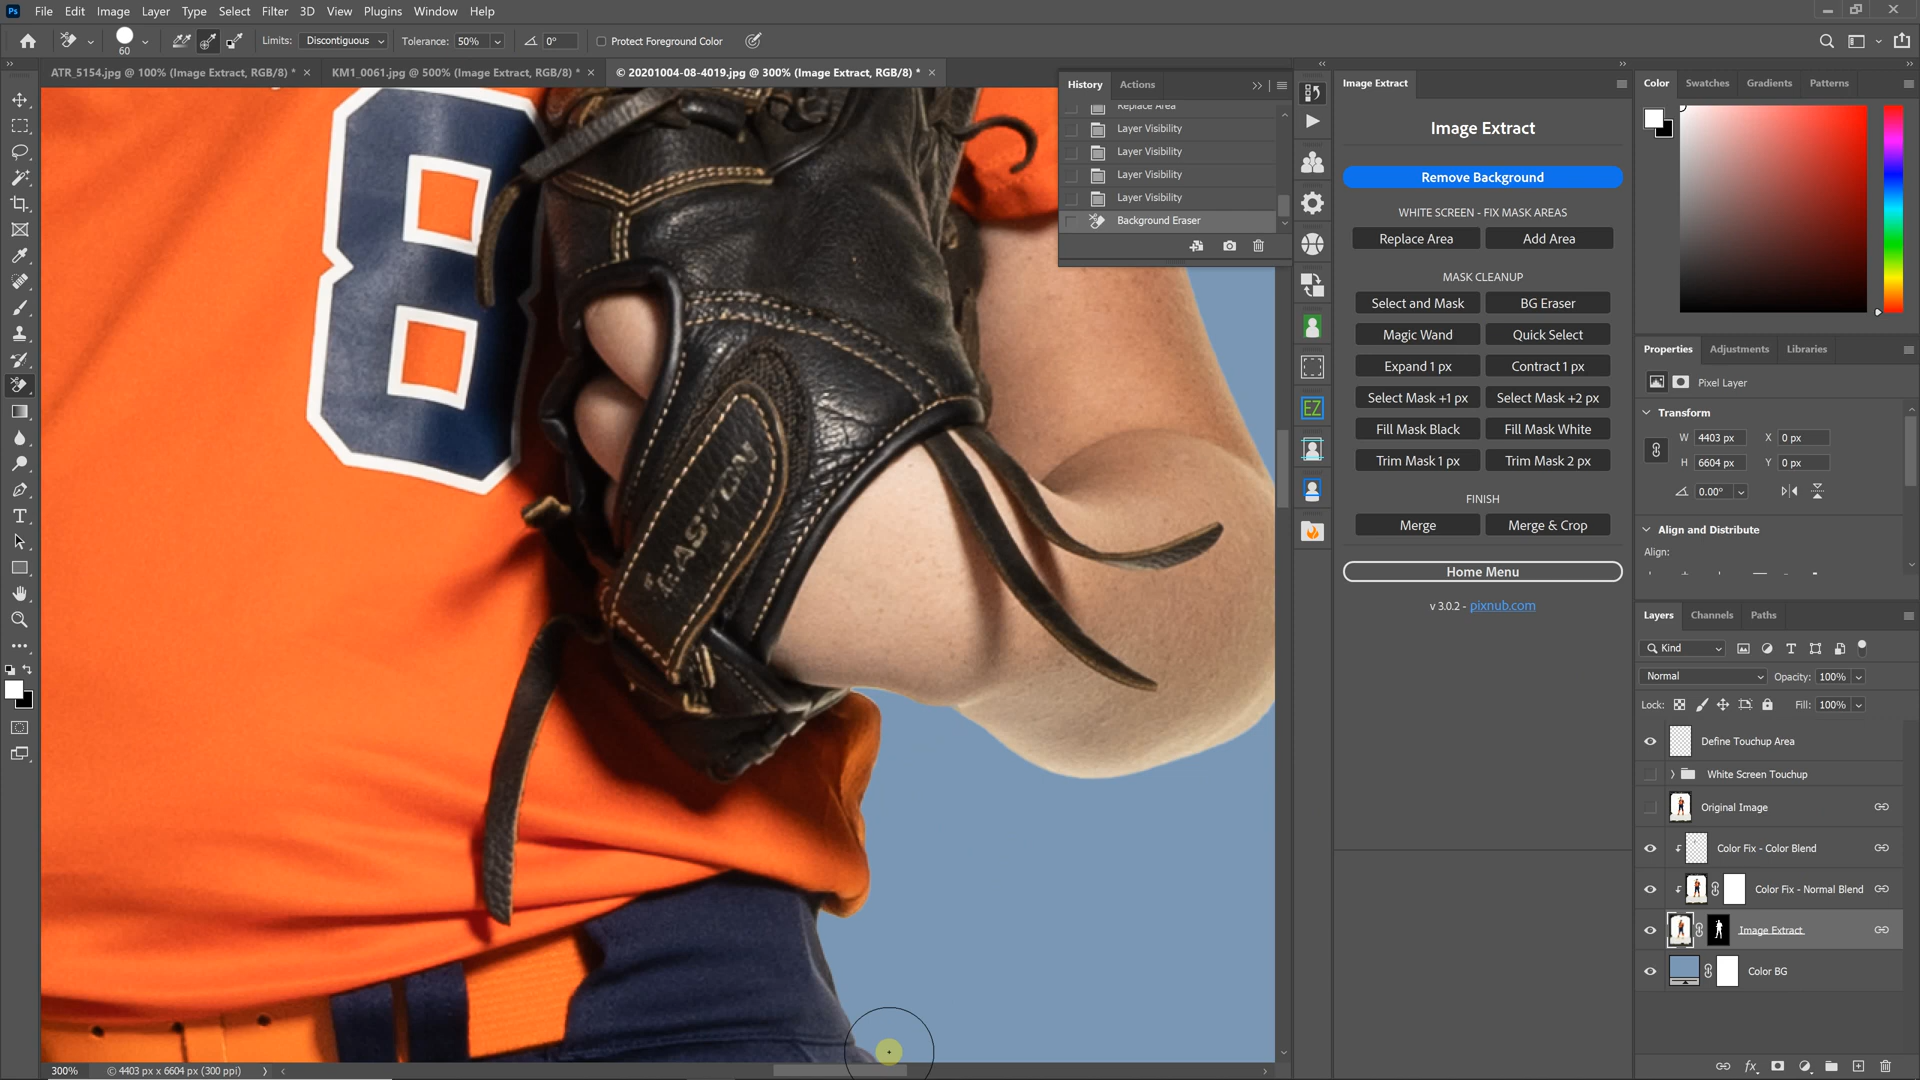 File Edit Image Layer Type Select Filter 3D View Plugins Window Help
60 Limits: Discontiguous Tolerance: 50% 0° Protect Foreground Color
ATR_5154.jpg @ 100% (Image Extract, RGB/8) * × KM1_0061.jpg @ 500% (Image Extract, RGB/8) * × © 20201004-08-4019.jpg @ 300% (Image Extract, RGB/8) * ×
History Actions
Replace Area
Layer Visibility
Layer Visibility
Layer Visibility
Layer Visibility
Background Eraser
8
EASTON
Image Extract
Image Extract
Remove Background
WHITE SCREEN - FIX MASK AREAS
Replace Area Add Area
MASK CLEANUP
Select and Mask BG Eraser
Magic Wand Quick Select
Expand 1 px Contract 1 px
Select Mask +1 px Select Mask +2 px
Fill Mask Black Fill Mask White
Trim Mask 1 px Trim Mask 2 px
FINISH
Merge Merge & Crop
Home Menu
v 3.0.2 - pixnub.com
EZ
Color Swatches Gradients Patterns
Properties Adjustments Libraries
Pixel Layer
Transform
W 4403 px X 0 px
H 6604 px Y 0 px
0.00°
Align and Distribute
Align:
Layers Channels Paths
Kind
Normal Opacity: 100%
Lock: Fill: 100%
Define Touchup Area
White Screen Touchup
Original Image
Color Fix - Color Blend
Color Fix - Normal Blend
Image Extract
Color BG
fx
300% © 4403 px x 6604 px (300 ppi)